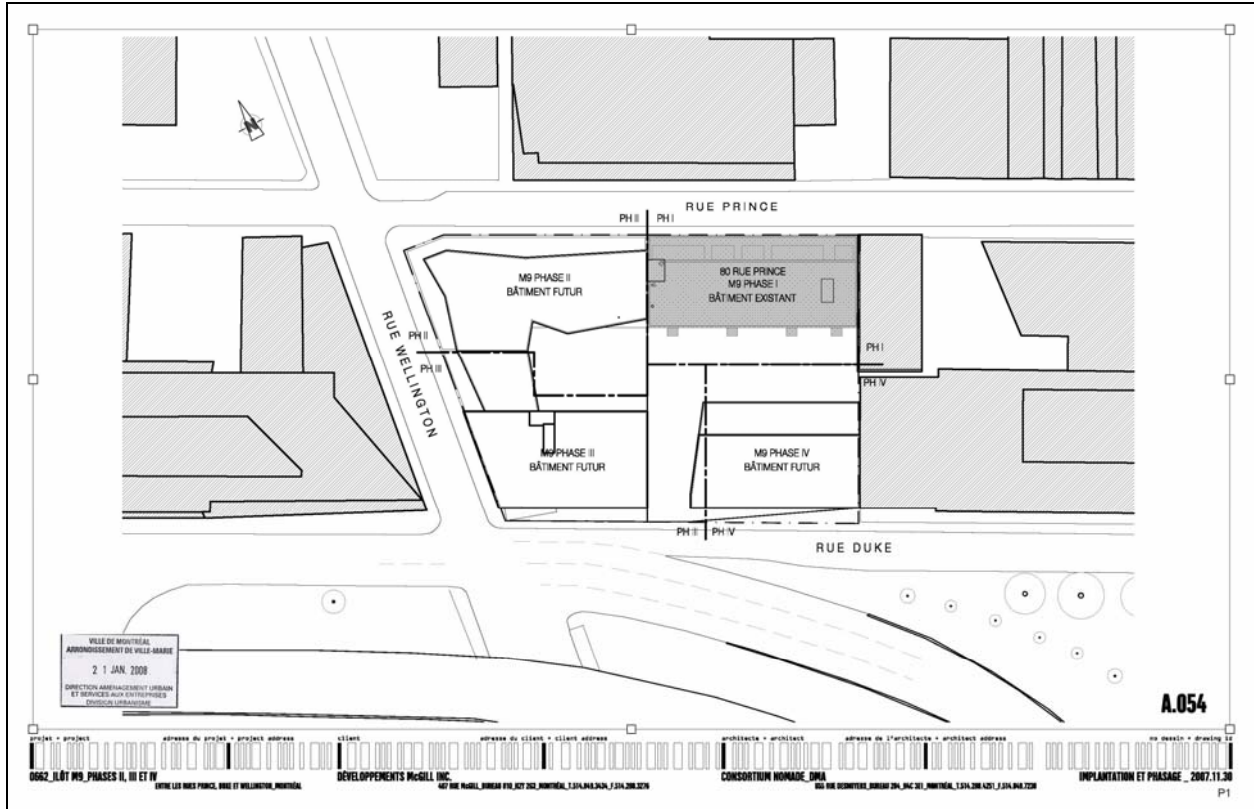 N
RUE PRINCE
PH II
PH I
M9 PHASE II
BÂTIMENT FUTUR
80 RUE PRINCE
M9 PHASE I
BÂTIMENT EXISTANT
RUE WELLINGTON
PH II
PH III
PH I
PH IV
M9 PHASE III
BÂTIMENT FUTUR
M9 PHASE IV
BÂTIMENT FUTUR
PH IV
RUE DUKE
VILLE DE MONTRÉAL
ARRONDISSEMENT DE VILLE-MARIE
2 1 JAN. 2008
DIRECTION AMÉNAGEMENT URBAIN
ET SERVICES AUX ENTREPRISES
DIVISION URBANISME
A.054
projet + project
adresse du projet + project address
client
adresse du client + client address
architecte + architect
adresse de l'architecte + architect address
no dessin + drawing id
0662_ILÔT M9_PHASES II, III ET IV
DÉVELOPPEMENTS McGILL INC.
CONSORTIUM NOMADE_DMA
IMPLANTATION ET PHASAGE _ 2007.11.30
ENTRE LES RUES PRINCE, DUKE ET WELLINGTON_MONTRÉAL
P1